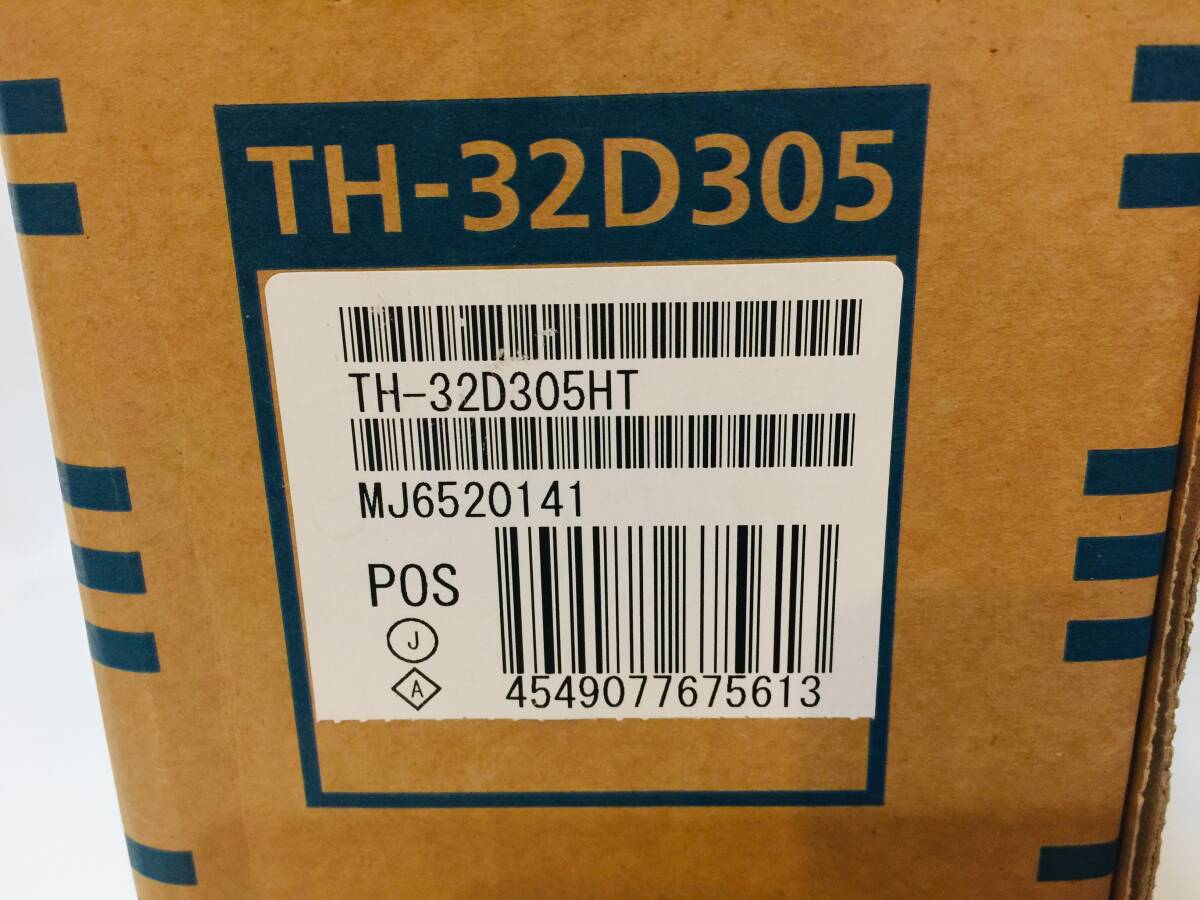 TH-32D305
TH-32D305HT
MJ6520141
POS
J
A
4549077675613